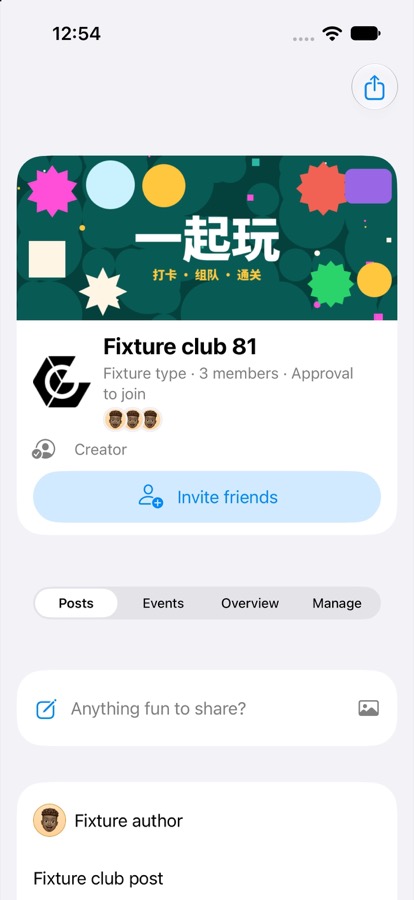 12:54
一起玩
打卡 • 组队 • 通关
Fixture club 81
Fixture type · 3 members · Approval
to join
Creator
Invite friends
Posts
Events
Overview
Manage
Anything fun to share?
Fixture author
Fixture club post